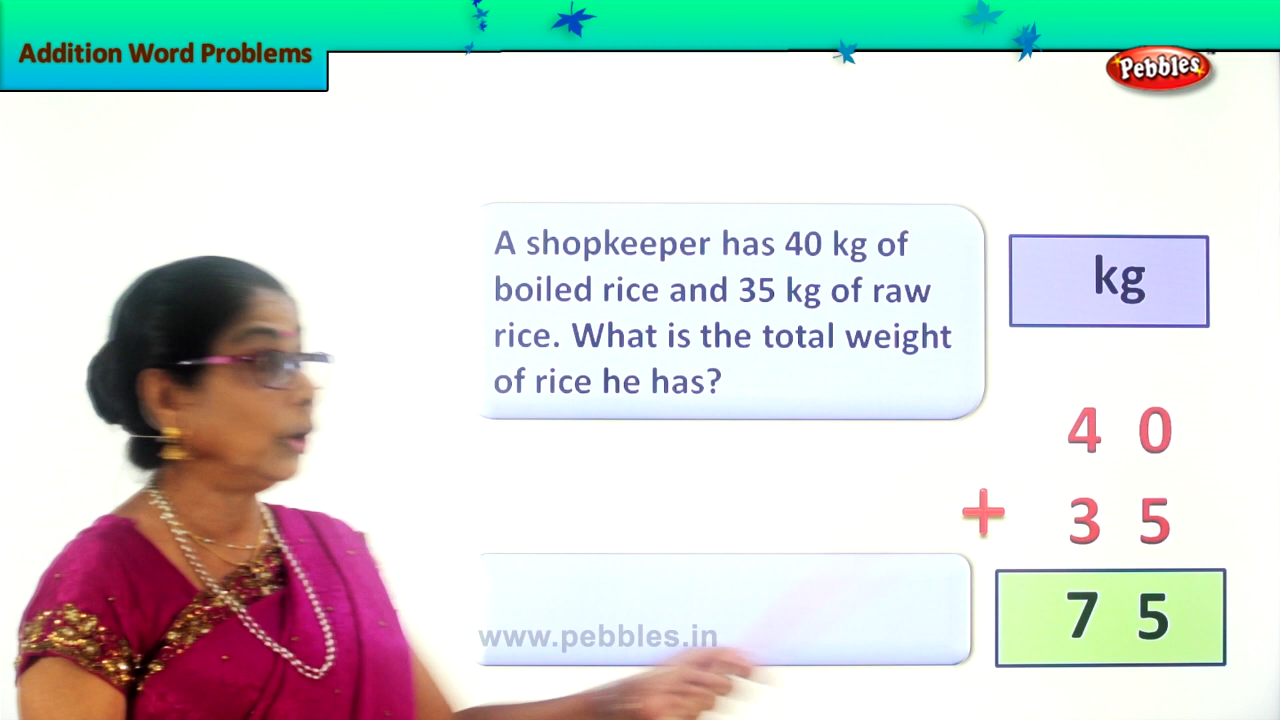 Addition Word Problems
Pebbles
A shopkeeper has 40 kg of
boiled rice and 35 kg of raw
rice. What is the total weight
of rice he has?
kg
4 0
+ 3 5
7 5
www.pebbles.in